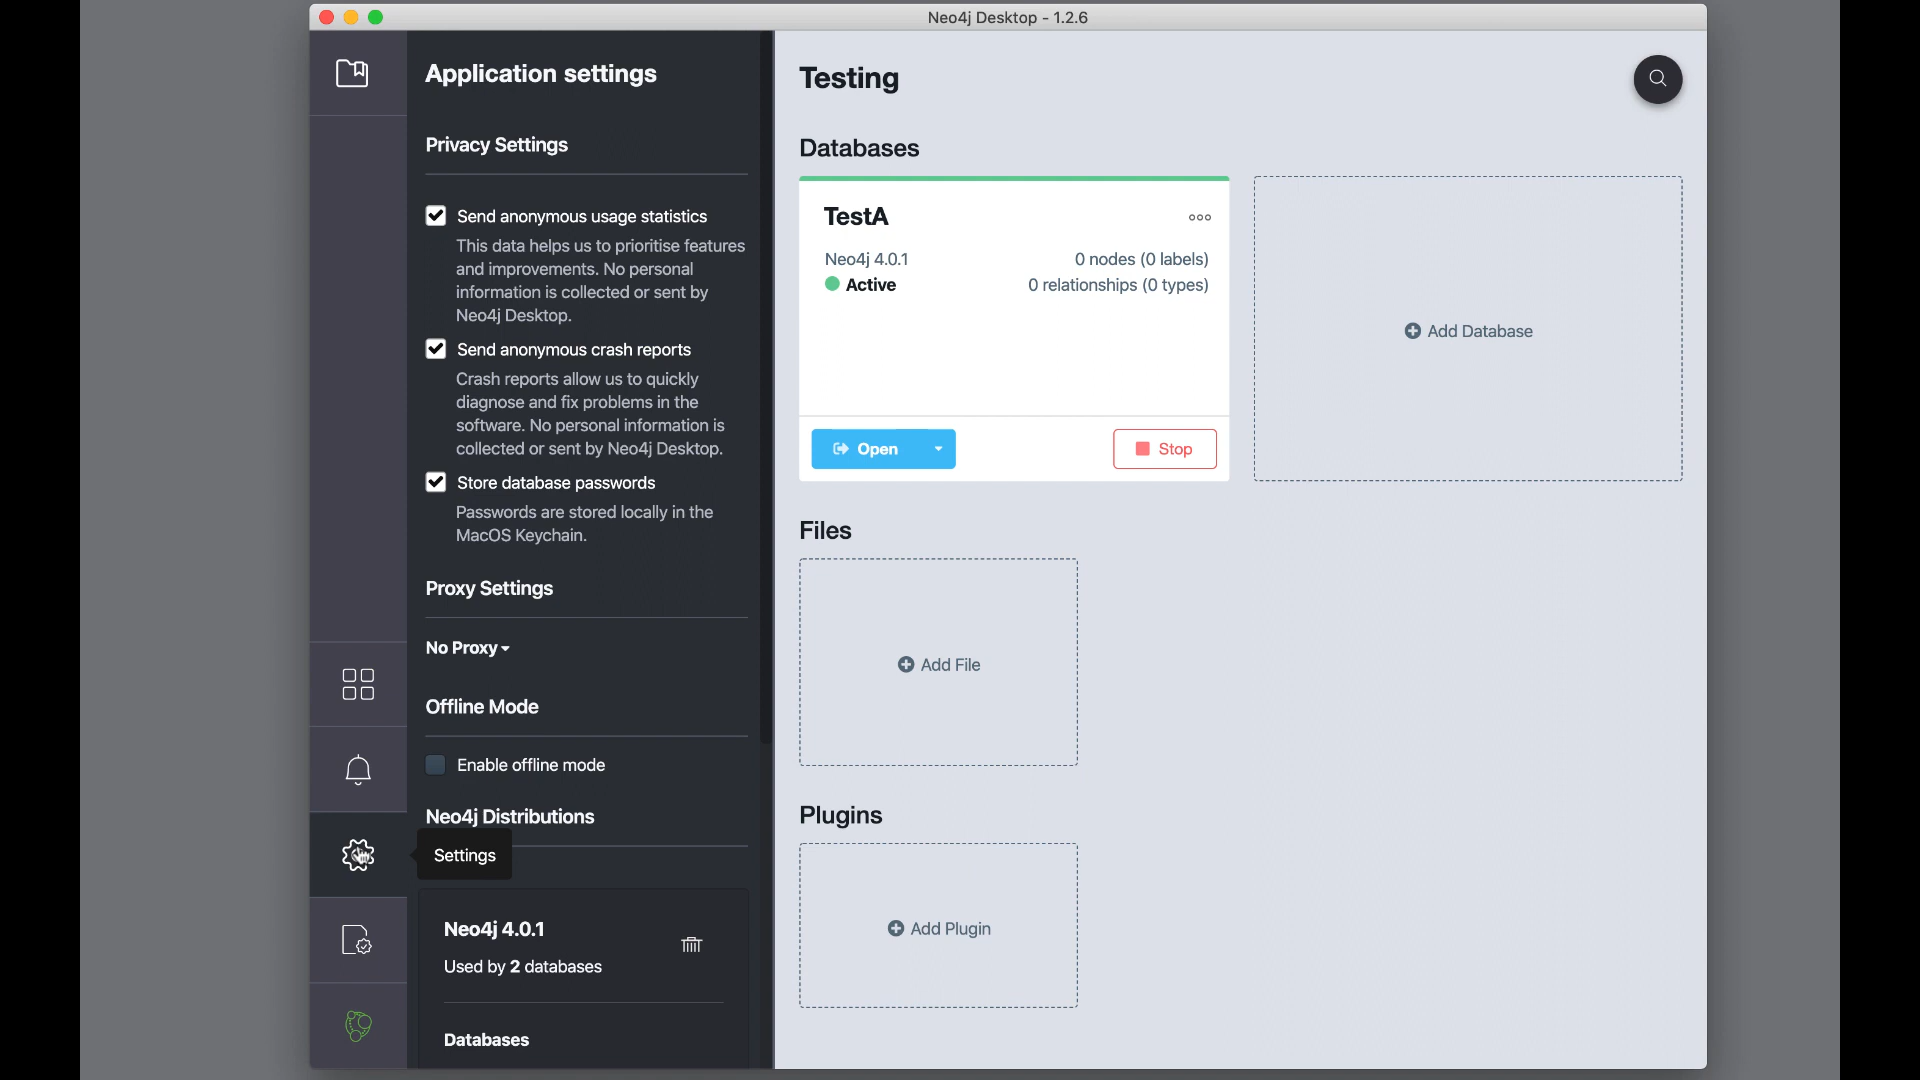 Neo4j Desktop - 1.2.6
Application settings
Privacy Settings
Send anonymous usage statistics
This data helps us to prioritise features
and improvements. No personal
information is collected or sent by
Neo4j Desktop.
Send anonymous crash reports
Crash reports allow us to quickly
diagnose and fix problems in the
software. No personal information is
collected or sent by Neo4j Desktop.
Store database passwords
Passwords are stored locally in the
MacOS Keychain.
Proxy Settings
No Proxy
Offline Mode
Enable offline mode
Neo4j Distributions
Settings
Neo4j 4.0.1
Used by 2 databases
Databases
Testing
Databases
TestA
Neo4j 4.0.1
0 nodes (0 labels)
Active
0 relationships (0 types)
Open
Stop
Add Database
Files
Add File
Plugins
Add Plugin